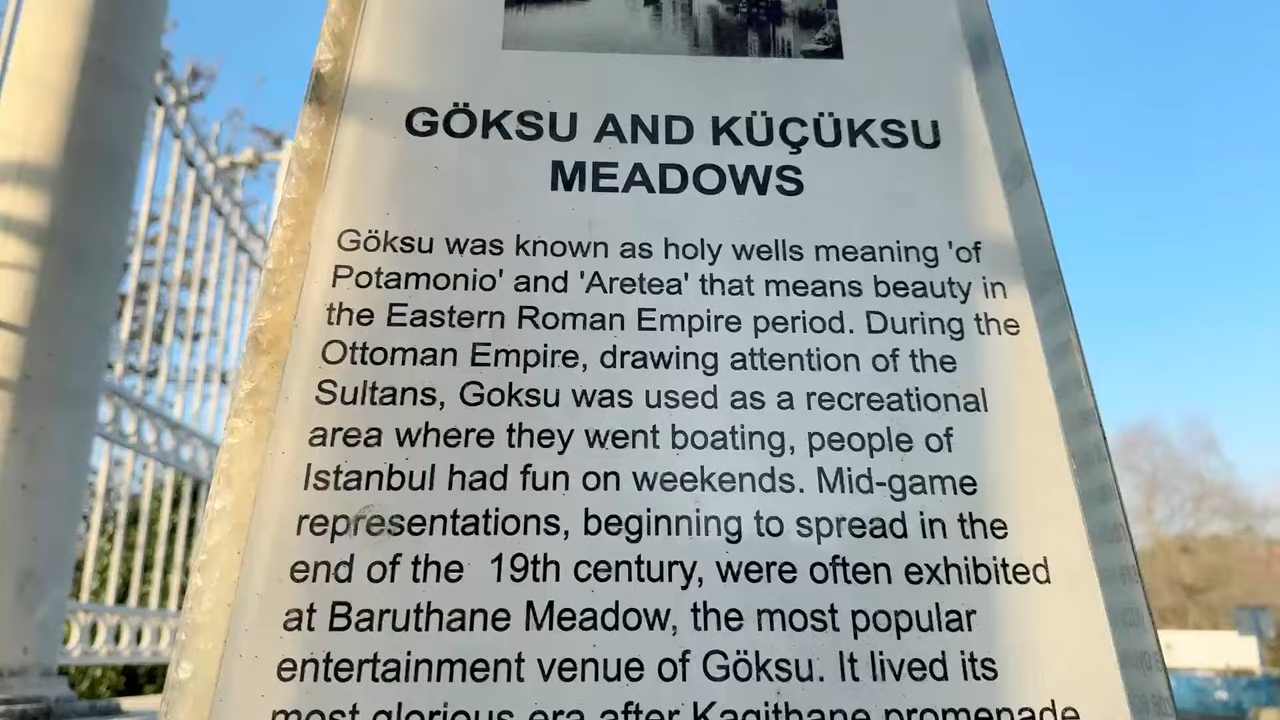 GÖKSU AND KÜÇÜKSU
MEADOWS
Göksu was known as holy wells meaning 'of
Potamonio' and 'Aretea' that means beauty in
the Eastern Roman Empire period. During the
Ottoman Empire, drawing attention of the
Sultans, Goksu was used as a recreational
area where they went boating, people of
Istanbul had fun on weekends. Mid-game
representations, beginning to spread in the
end of the 19th century, were often exhibited
at Baruthane Meadow, the most popular
entertainment venue of Göksu. It lived its
most glorious era after Kagithane promenade